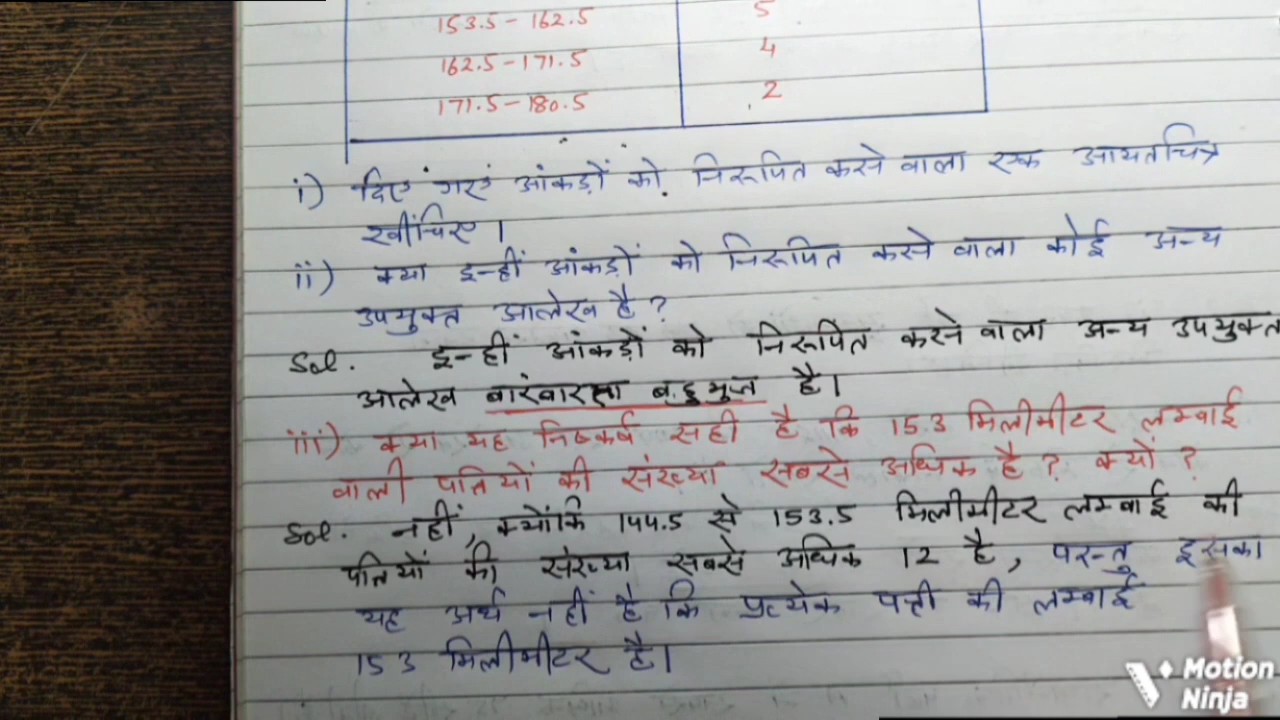 153.5-162.5 5
162.5-171.5 4
171.5-180.5 2
i) दिए गए आंकड़ों को निरूपित करने वाला एक आयतचित्र
खींचिए।
ii) क्या इन्हीं आंकड़ों को निरूपित करने वाला कोई अन्य
उपयुक्त आलेख है?
Sol. इन्हीं आंकड़ों को निरूपित करने वाला अन्य उपयुक्त
आलेख बारंबारता बहुभुज है।
iii) क्या यह निष्कर्ष सही है कि 153 मिलीमीटर लम्बाई
वाली पत्तियों की संख्या सबसे अधिक है? क्यों?
Sol. नहीं, क्योंकि 144.5 से 153.5 मिलीमीटर लम्बाई की
पत्तियों की संख्या सबसे अधिक 12 है, परन्तु इसका
यह अर्थ नहीं है कि प्रत्येक पत्ती की लम्बाई
153 मिलीमीटर है।
Motion
Ninja